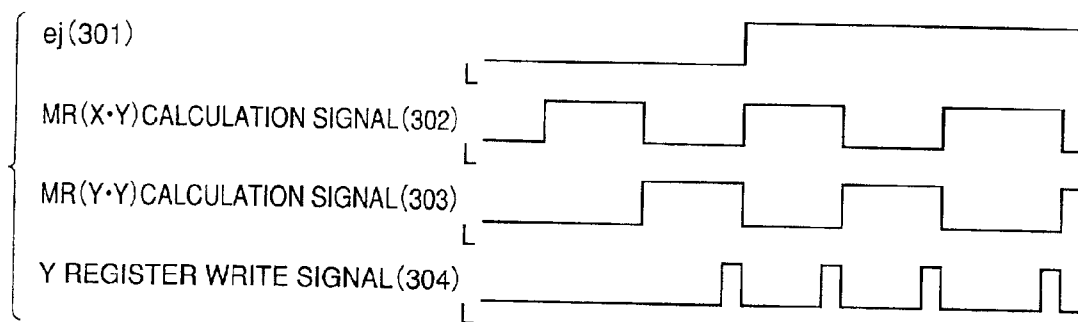 ej(301)
L
MR(X·Y)CALCULATION SIGNAL(302)
L
MR(Y·Y)CALCULATION SIGNAL(303)
L
Y REGISTER WRITE SIGNAL(304)
L